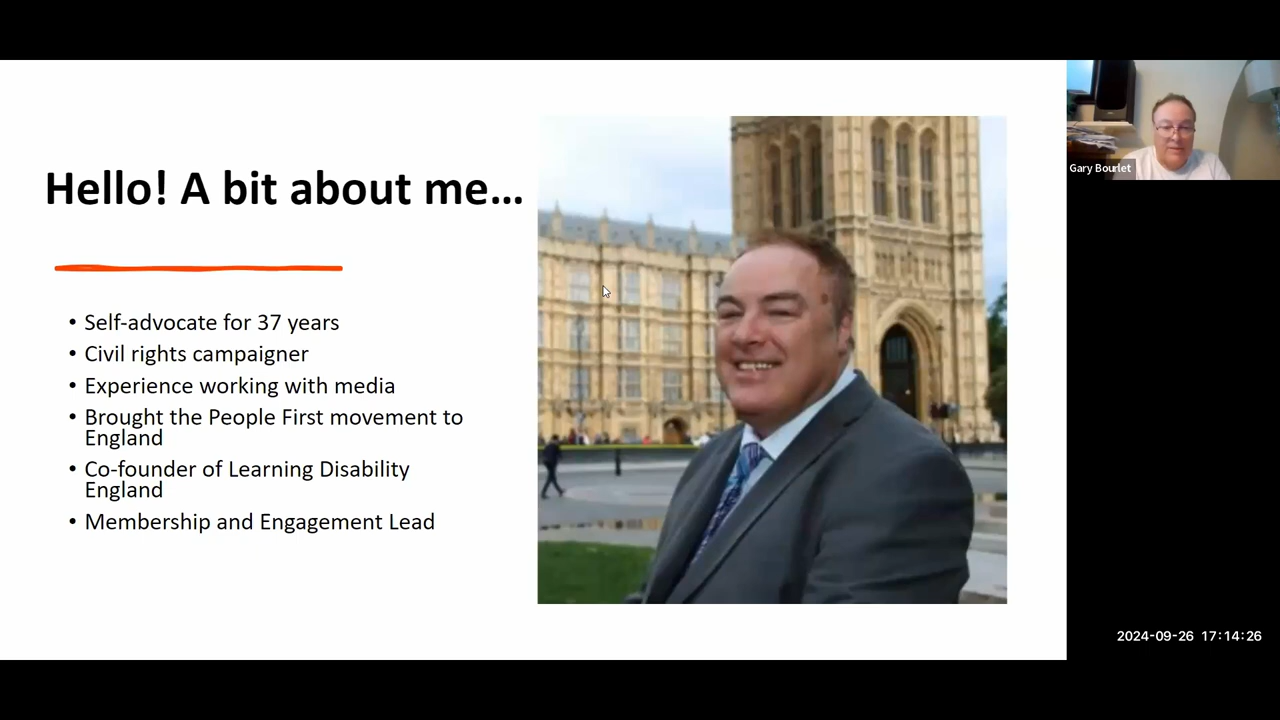 Hello! A bit about me...
• Self-advocate for 37 years
• Civil rights campaigner
• Experience working with media
• Brought the People First movement to
England
• Co-founder of Learning Disability
England
• Membership and Engagement Lead
Gary Bourlet
2024-09-26 17:14:26